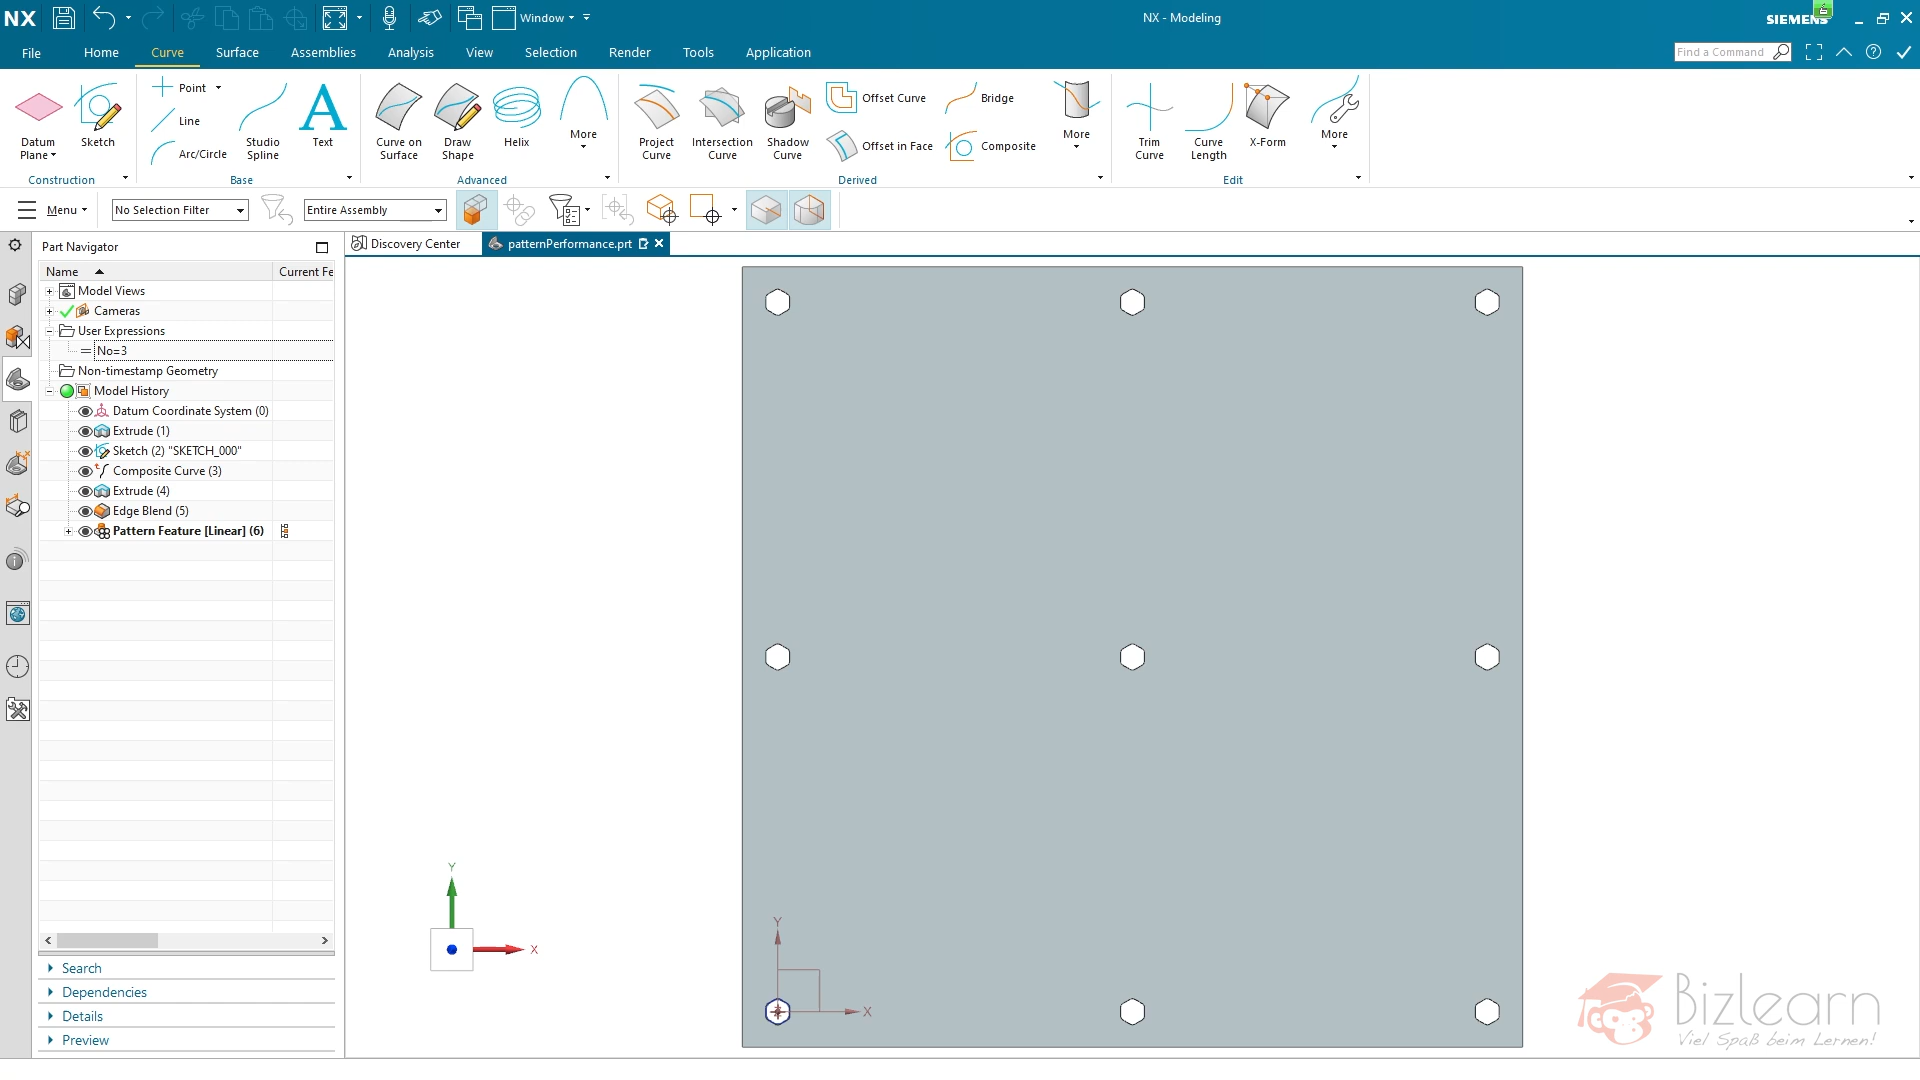 NX
Window
NX - Modeling
SIEMENS
File
Home
Curve
Surface
Assemblies
Analysis
View
Selection
Render
Tools
Application
Find a Command
Datum
Plane
Sketch
Point
Line
Arc/Circle
Studio
Spline
Text
Curve on
Surface
Draw
Shape
Helix
More
Project
Curve
Intersection
Curve
Shadow
Curve
Offset Curve
Offset in Face
Bridge
Composite
More
Trim
Curve
Curve
Length
X-Form
More
Construction
Base
Advanced
Derived
Edit
Menu
No Selection Filter
Entire Assembly
Part Navigator
Discovery Center
patternPerformance.prt
Name
Current Fe
Model Views
Cameras
User Expressions
No=3
Non-timestamp Geometry
Model History
Datum Coordinate System (0)
Extrude (1)
Sketch (2) "SKETCH_000"
Composite Curve (3)
Extrude (4)
Edge Blend (5)
Pattern Feature [Linear] (6)
Search
Dependencies
Details
Preview
Y
X
Y
X
Bizlearn
Viel Spaß beim Lernen!